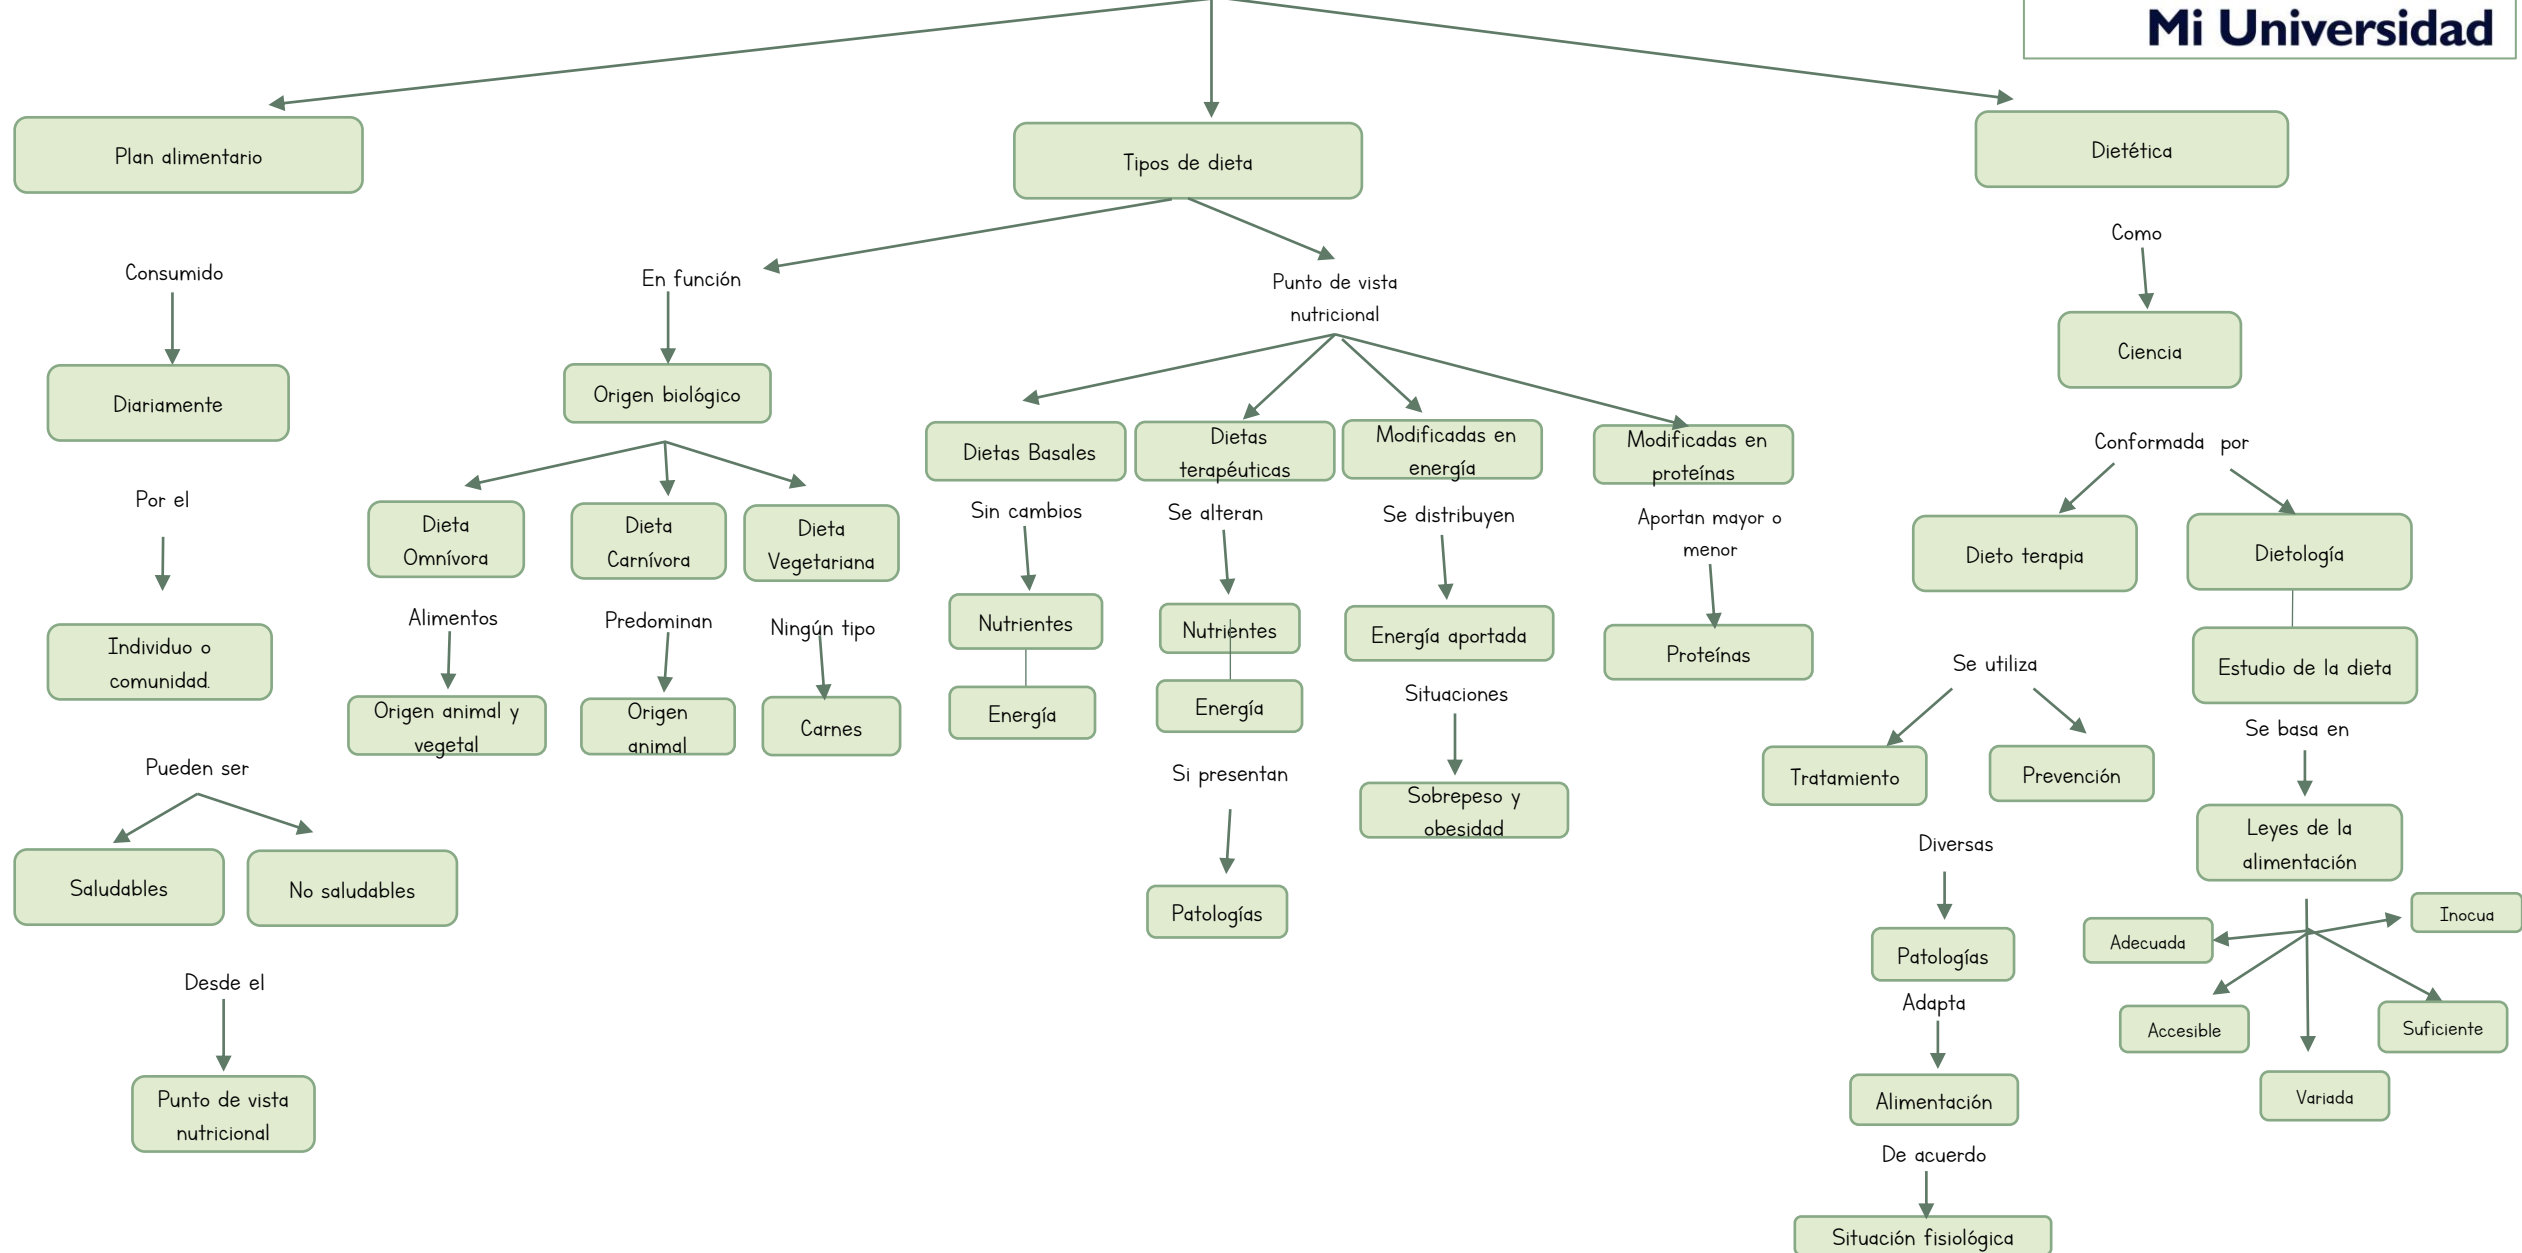 Mi Universidad
Plan alimentario
Consumido
Diariamente
Por el
Individuo o
comunidad.
Pueden ser
Saludables
No saludables
Desde el
Punto de vista
nutricional
Tipos de dieta
En función
Origen biológico
Dieta
Omnívora
Alimentos
Origen animal y
vegetal
Dieta
Carnívora
Predominan
Origen
animal
Dieta
Vegetariana
Ningún tipo
Carnes
Punto de vista
nutricional
Dietas Basales
Sin cambios
Nutrientes
Energía
Dietas
terapéuticas
Se alteran
Nutrientes
Energía
Si presentan
Patologías
Modificadas en
energía
Se distribuyen
Energía aportada
Situaciones
Sobrepeso y
obesidad
Modificadas en
proteínas
Aportan mayor o
menor
Proteínas
Dietética
Como
Ciencia
Conformada por
Dieto terapia
Se utiliza
Tratamiento
Prevención
Diversas
Patologías
Adapta
Alimentación
De acuerdo
Situación fisiológica
Dietología
Estudio de la dieta
Se basa en
Leyes de la
alimentación
Adecuada
Inocua
Accesible
Suficiente
Variada